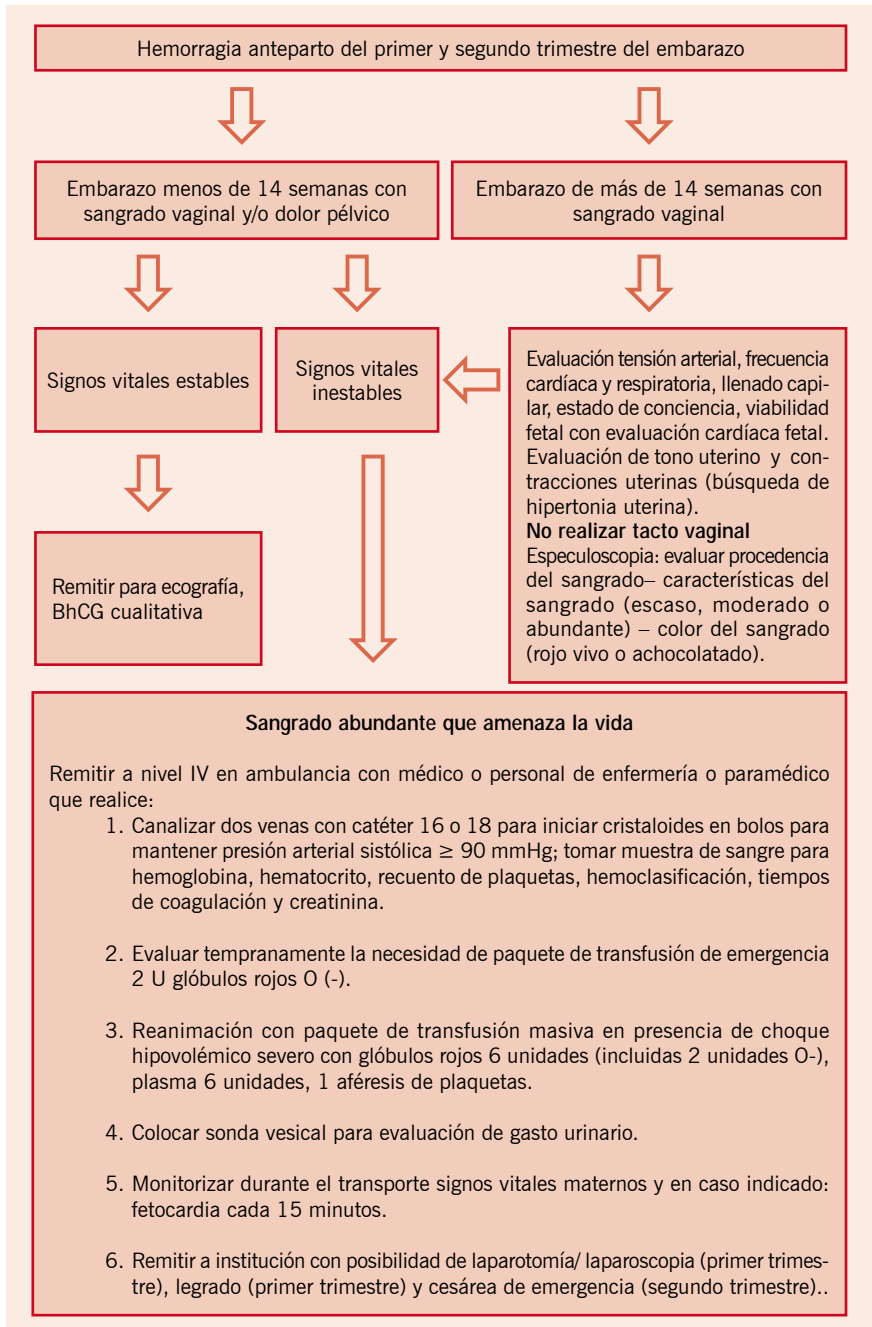 Hemorragia anteparto del primer y segundo trimestre del embarazo
Embarazo menos de 14 semanas con
sangrado vaginal y/o dolor pélvico
Embarazo de más de 14 semanas con
sangrado vaginal
Signos vitales estables
Signos vitales
inestables
Evaluación tensión arterial, frecuencia
cardíaca y respiratoria, llenado capi-
lar, estado de conciencia, viabilidad
fetal con evaluación cardíaca fetal.
Evaluación de tono uterino y con-
tracciones uterinas (búsqueda de
hipertonia uterina).
No realizar tacto vaginal
Especuloscopia: evaluar procedencia
del sangrado– características del
sangrado (escaso, moderado o
abundante) – color del sangrado
(rojo vivo o achocolatado).
Remitir para ecografía,
BhCG cualitativa
Sangrado abundante que amenaza la vida
Remitir a nivel IV en ambulancia con médico o personal de enfermería o paramédico
que realice:
1. Canalizar dos venas con catéter 16 o 18 para iniciar cristaloides en bolos para
mantener presión arterial sistólica ≥ 90 mmHg; tomar muestra de sangre para
hemoglobina, hematocrito, recuento de plaquetas, hemoclasificación, tiempos
de coagulación y creatinina.
2. Evaluar tempranamente la necesidad de paquete de transfusión de emergencia
2 U glóbulos rojos O (-).
3. Reanimación con paquete de transfusión masiva en presencia de choque
hipovolémico severo con glóbulos rojos 6 unidades (incluidas 2 unidades O-),
plasma 6 unidades, 1 aféresis de plaquetas.
4. Colocar sonda vesical para evaluación de gasto urinario.
5. Monitorizar durante el transporte signos vitales maternos y en caso indicado:
fetocardia cada 15 minutos.
6. Remitir a institución con posibilidad de laparotomía/ laparoscopia (primer trimes-
tre), legrado (primer trimestre) y cesárea de emergencia (segundo trimestre)..